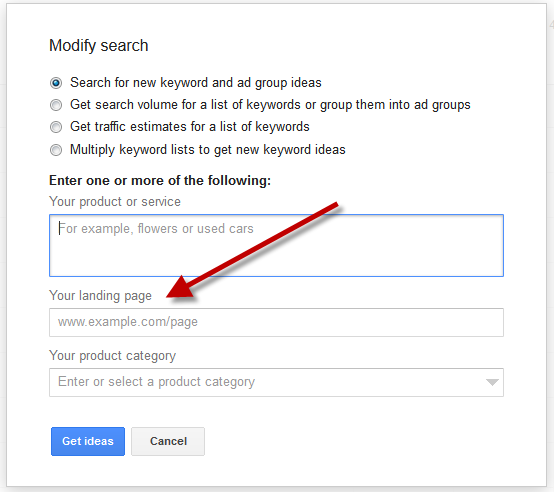 Modify search
Search for new keyword and ad group ideas
Get search volume for a list of keywords or group them into ad groups
Get traffic estimates for a list of keywords
Multiply keyword lists to get new keyword ideas
Enter one or more of the following:
Your product or service
For example, flowers or used cars
Your landing page
www.example.com/page
Your product category
Enter or select a product category
Get ideas Cancel